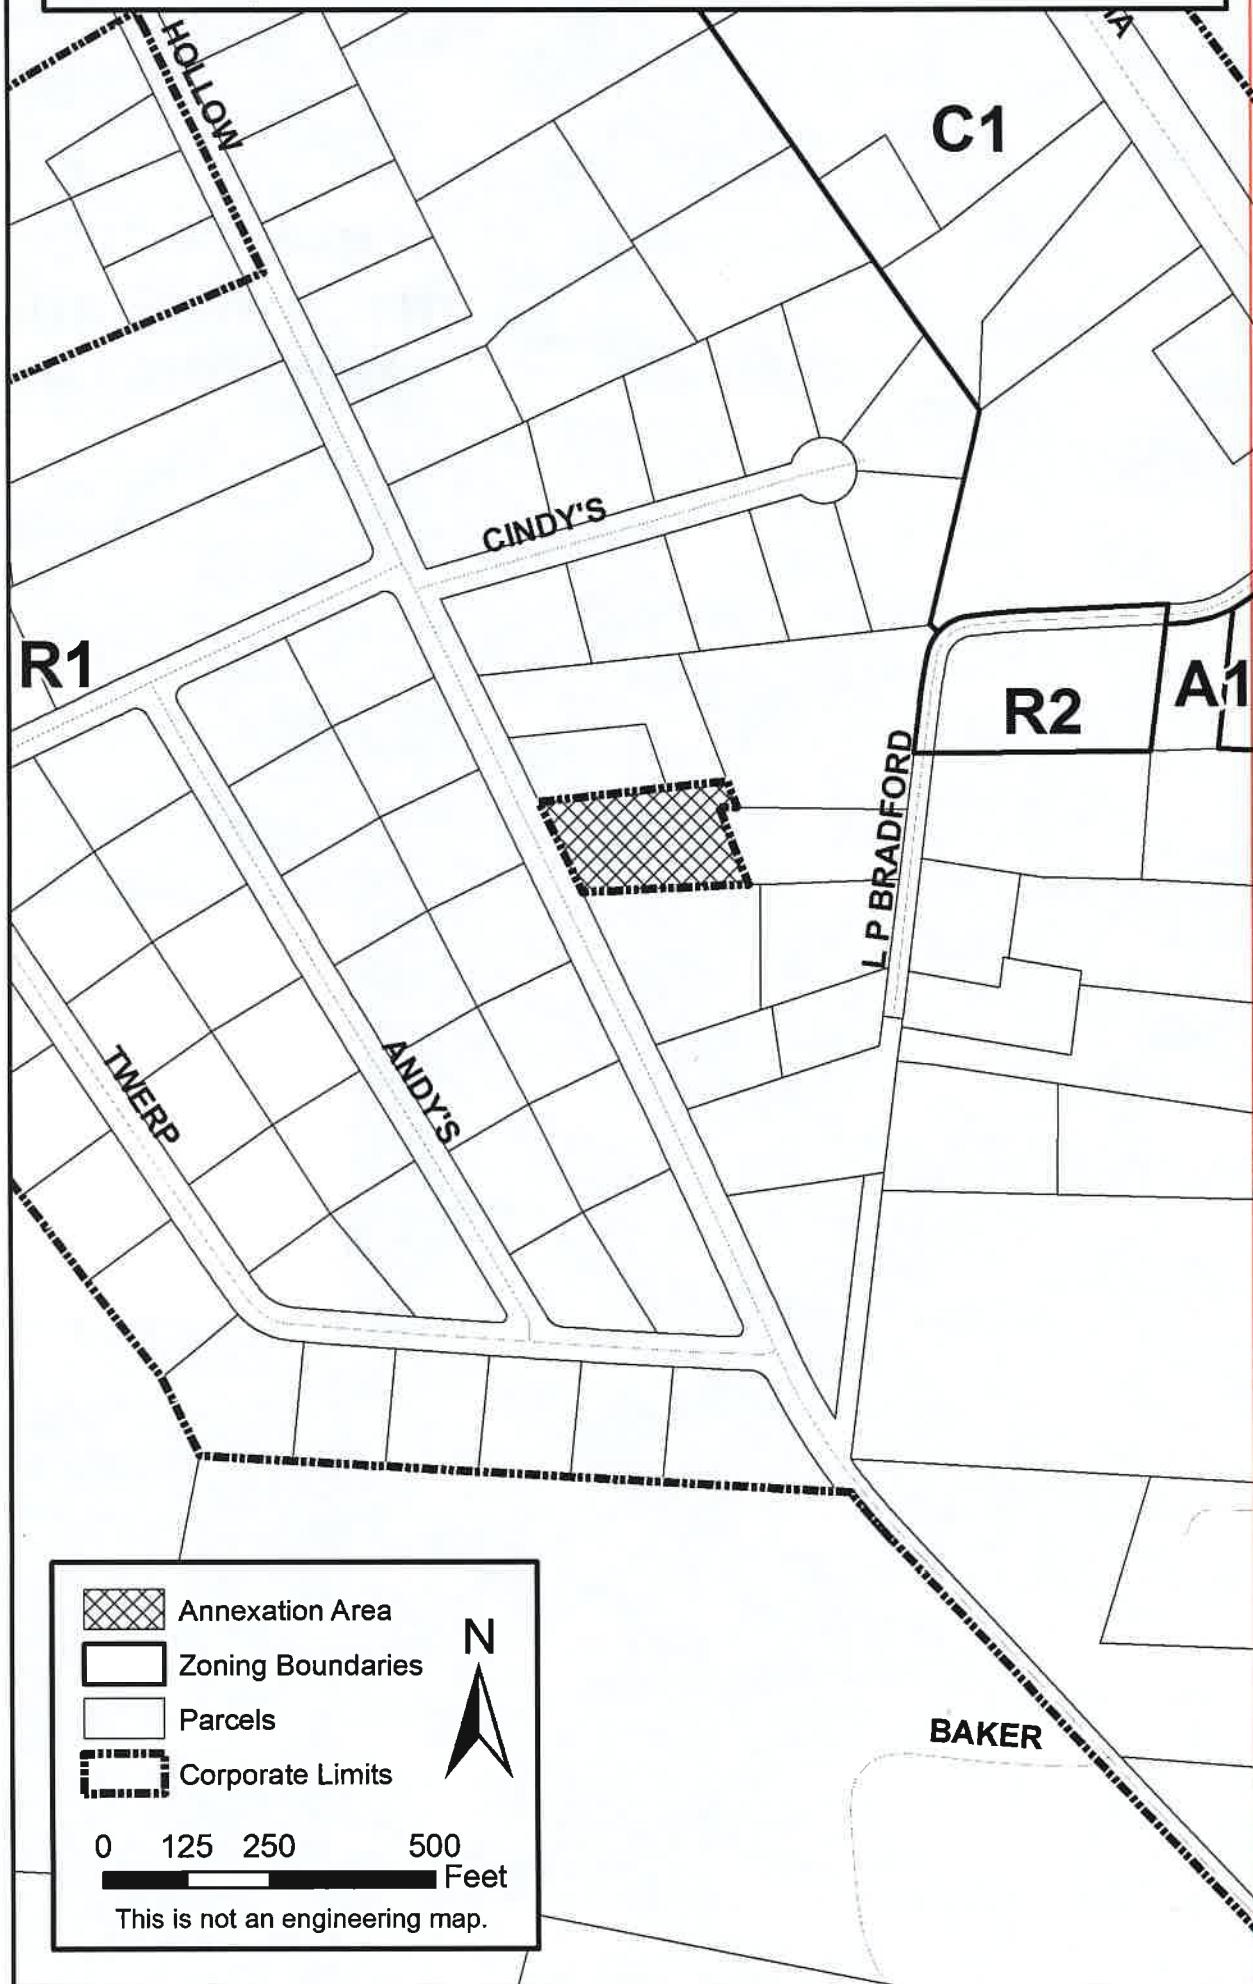 HOLLOW
C1
CINDY'S
R1
R2
A1
L P BRADFORD
TWERP
ANDY'S
Annexation Area
N
Zoning Boundaries
Parcels
Corporate Limits
0 125 250 500
Feet
This is not an engineering map.
BAKER